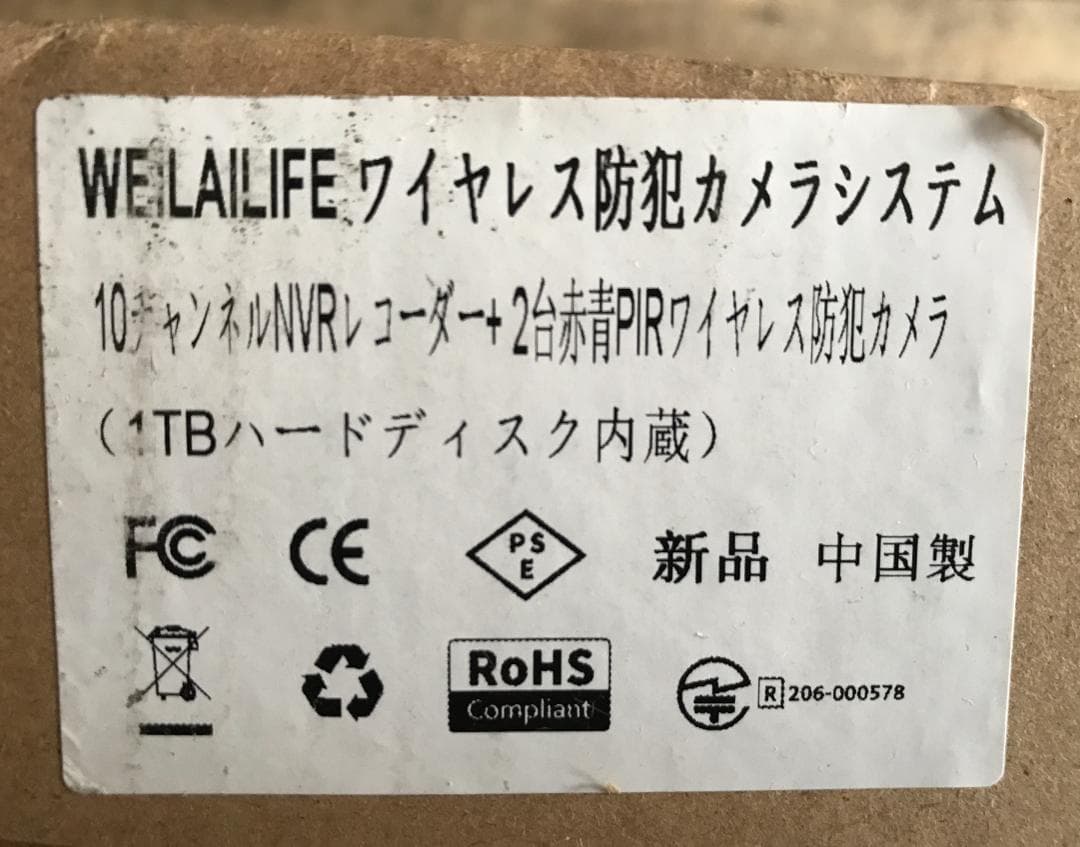 WEILAILIFE ワイヤレス防犯カメラシステム
10チャンネルNVRレコーダー+ 2台赤青PIRワイヤレス防犯カメラ
（1TBハードディスク内蔵）
FC CE PSE 新品 中国製
RoHS Compliant R 206-000578